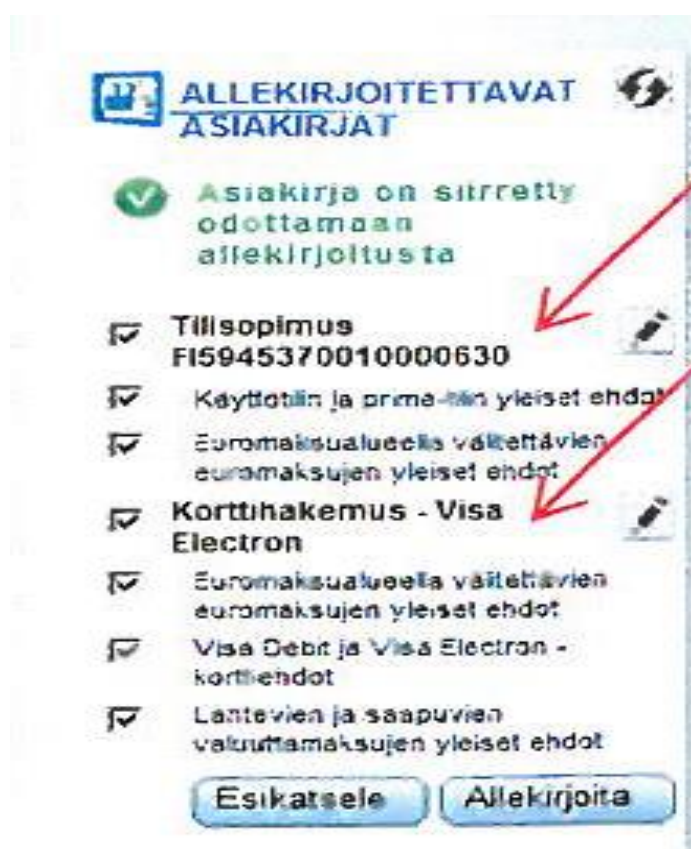 ALLEKIRJOITETTAVAT
ASIAKIRJAT
Asiakirja on siirretty
odottamaan
allekirjoitusta
Tilisopimus
FI5945370010000630
Käyttötilin ja prime-tilin yleiset ehdot
Euromaksualueella välitettävien
euromaksujen yleiset ehdot
Korttihakemus - Visa
Electron
Euromaksualueella välitettävien
euromaksujen yleiset ehdot
Visa Debit ja Visa Electron -
korttiehdot
Lähtevien ja saapuvien
valuuttamaksujen yleiset ehdot
Esikatsele
Allekirjoita